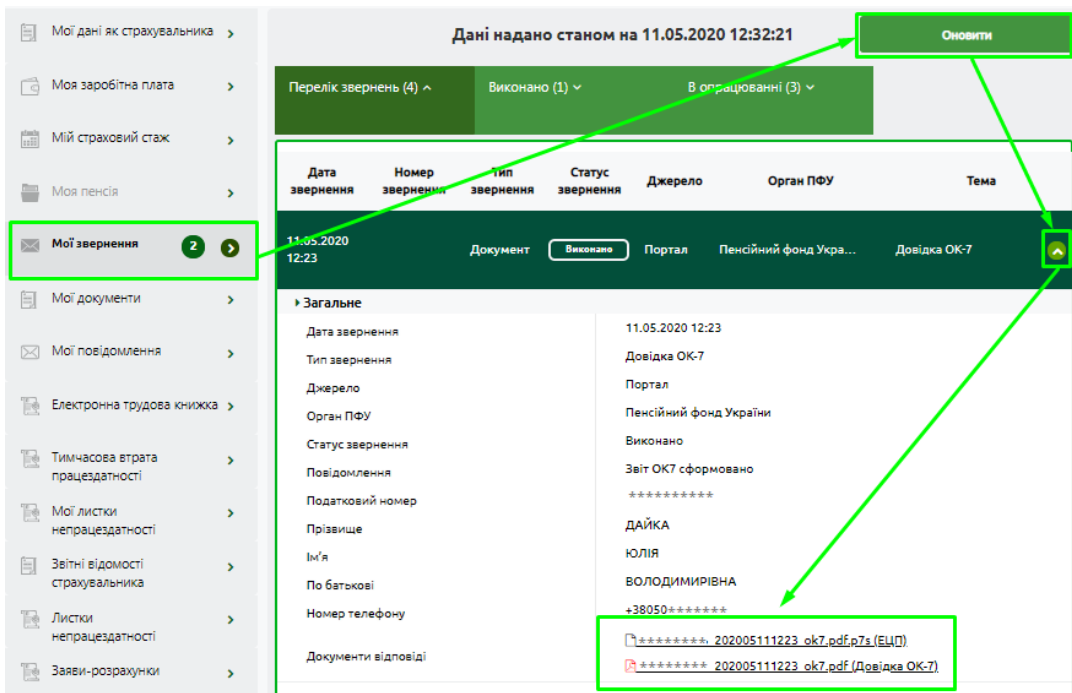 Мої дані як страхувальника
Моя заробітна плата
Мій страховий стаж
Моя пенсія
Мої звернення 2
Мої документи
Мої повідомлення
Електронна трудова книжка
Тимчасова втрата
працездатності
Мої листки
непрацездатності
Звітні відомості
страхувальника
Листки
непрацездатності
Заяви-розрахунки
Дані надано станом на 11.05.2020 12:32:21
Оновити
Перелік звернень (4) Виконано (1) В опрацюванні (3)
Дата звернення Номер звернення Тип звернення Статус звернення Джерело Орган ПФУ Тема
11.05.2020 12:23 Документ Виконано Портал Пенсійний фонд Укра... Довідка ОК-7
Загальне
Дата звернення 11.05.2020 12:23
Тип звернення Довідка ОК-7
Джерело Портал
Орган ПФУ Пенсійний фонд України
Статус звернення Виконано
Повідомлення Звіт ОК7 сформовано
Податковий номер **********
Прізвище ДАЙКА
Ім'я ЮЛІЯ
По батькові ВОЛОДИМИРІВНА
Номер телефону +38050*******
Документи відповіді
********, 202005111223_ok7.pdf.p7s (ЕЦП)
********_202005111223_ok7.pdf (Довідка ОК-7)